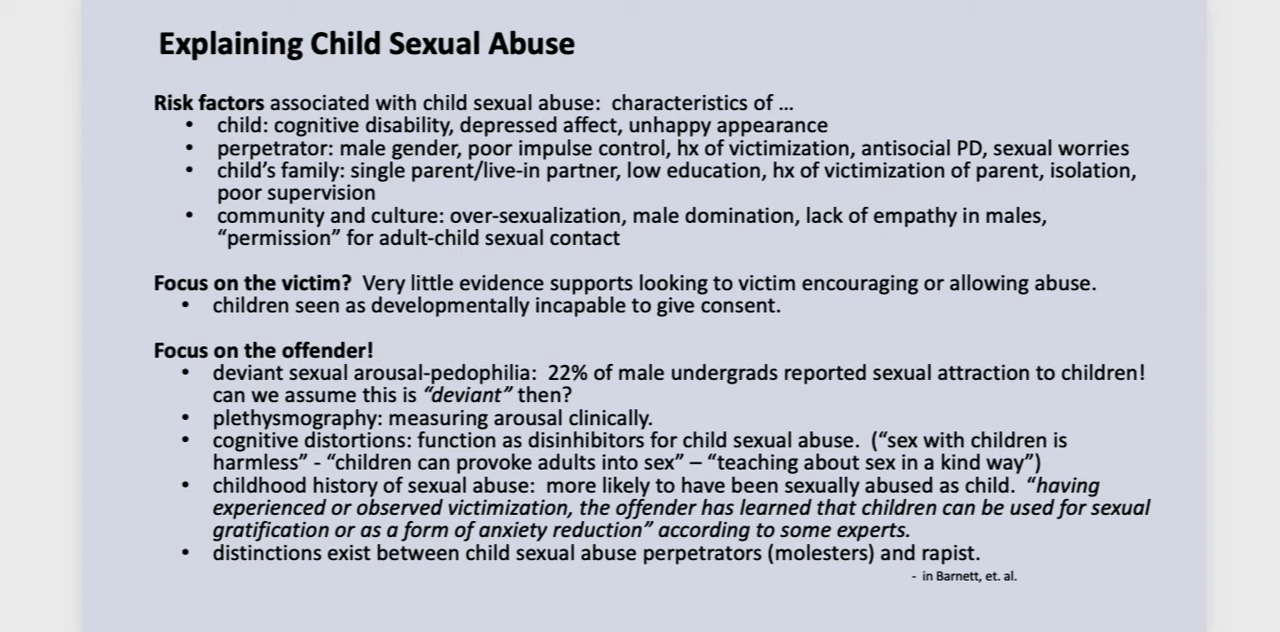 Explaining Child Sexual Abuse
Risk factors associated with child sexual abuse:  characteristics of ...
• child: cognitive disability, depressed affect, unhappy appearance
• perpetrator: male gender, poor impulse control, hx of victimization, antisocial PD, sexual worries
• child's family: single parent/live-in partner, low education, hx of victimization of parent, isolation,
poor supervision
• community and culture: over-sexualization, male domination, lack of empathy in males,
“permission” for adult-child sexual contact
Focus on the victim?  Very little evidence supports looking to victim encouraging or allowing abuse.
• children seen as developmentally incapable to give consent.
Focus on the offender!
• deviant sexual arousal-pedophilia:  22% of male undergrads reported sexual attraction to children!
can we assume this is “deviant” then?
• plethysmography: measuring arousal clinically.
• cognitive distortions: function as disinhibitors for child sexual abuse.  (“sex with children is
harmless” - “children can provoke adults into sex” – “teaching about sex in a kind way”)
• childhood history of sexual abuse:  more likely to have been sexually abused as child.  “having
experienced or observed victimization, the offender has learned that children can be used for sexual
gratification or as a form of anxiety reduction” according to some experts.
• distinctions exist between child sexual abuse perpetrators (molesters) and rapist.
- in Barnett, et. al.